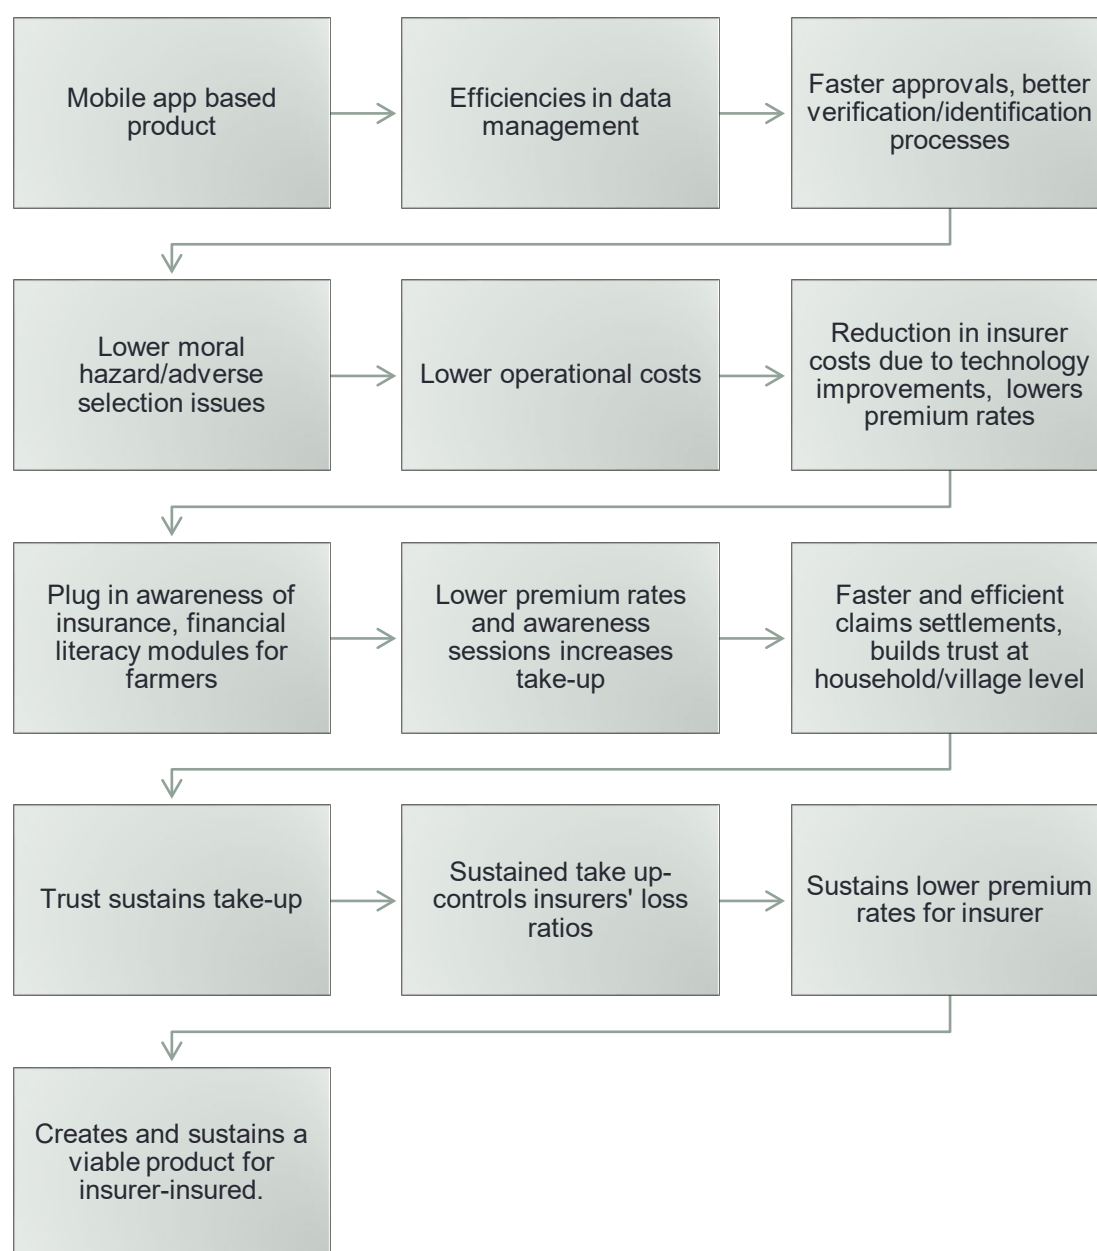 Mobile app based
product
Efficiencies in data
management
Faster approvals, better
verification/identification
processes
Lower moral
hazard/adverse
selection issues
Lower operational costs
Reduction in insurer
costs due to technology
improvements,  lowers
premium rates
Plug in awareness of
insurance, financial
literacy modules for
farmers
Lower premium rates
and awareness
sessions increases
take-up
Faster and efficient
claims settlements,
builds trust at
household/village level
Trust sustains take-up
Sustained take up-
controls insurers' loss
ratios
Sustains lower premium
rates for insurer
Creates and sustains a
viable product for
insurer-insured.